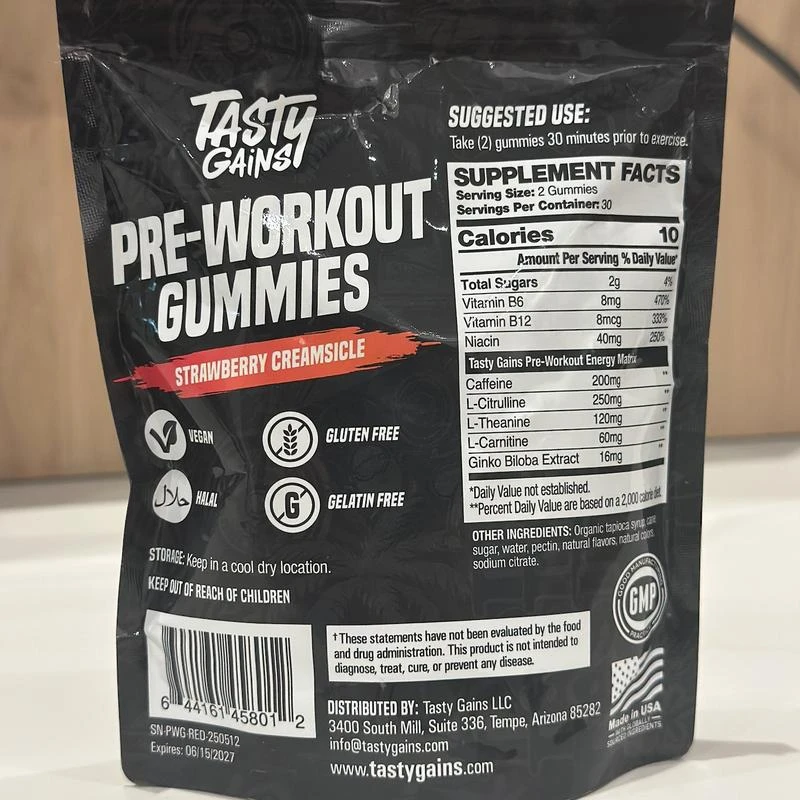 TASTY
GAINS
PRE-WORKOUT
GUMMIES
STRAWBERRY CREAMSICLE
VEGAN
GLUTEN FREE
حلال
HALAL
G
GELATIN FREE
STORAGE: Keep in a cool dry location.
KEEP OUT OF REACH OF CHILDREN
6 44161 45801 2
SN-PWG-RED-250512
Expires: 06/15/2027
SUGGESTED USE:
Take (2) gummies 30 minutes prior to exercise.
SUPPLEMENT FACTS
Serving Size: 2 Gummies
Servings Per Container: 30
Calories 10
Amount Per Serving % Daily Value*
Total Sugars 2g 4%
Vitamin B6 8mg 470%
Vitamin B12 8mcg 333%
Niacin 40mg 250%
Tasty Gains Pre-Workout Energy Matrix
Caffeine 200mg **
L-Citrulline 250mg **
L-Theanine 120mg **
L-Carnitine 60mg **
Ginko Biloba Extract 16mg **
*Daily Value not established.
**Percent Daily Value are based on a 2,000 calorie diet.
OTHER INGREDIENTS: Organic tapioca syrup, cane
sugar, water, pectin, natural flavors, natural colors,
sodium citrate.
GOOD MANUFACTURING
GMP
PRACTICE
† These statements have not been evaluated by the food
and drug administration. This product is not intended to
diagnose, treat, cure, or prevent any disease.
DISTRIBUTED BY: Tasty Gains LLC
3400 South Mill, Suite 336, Tempe, Arizona 85282
info@tastygains.com
www.tastygains.com
Made in USA
WITH GLOBALLY
SOURCED INGREDIENTS